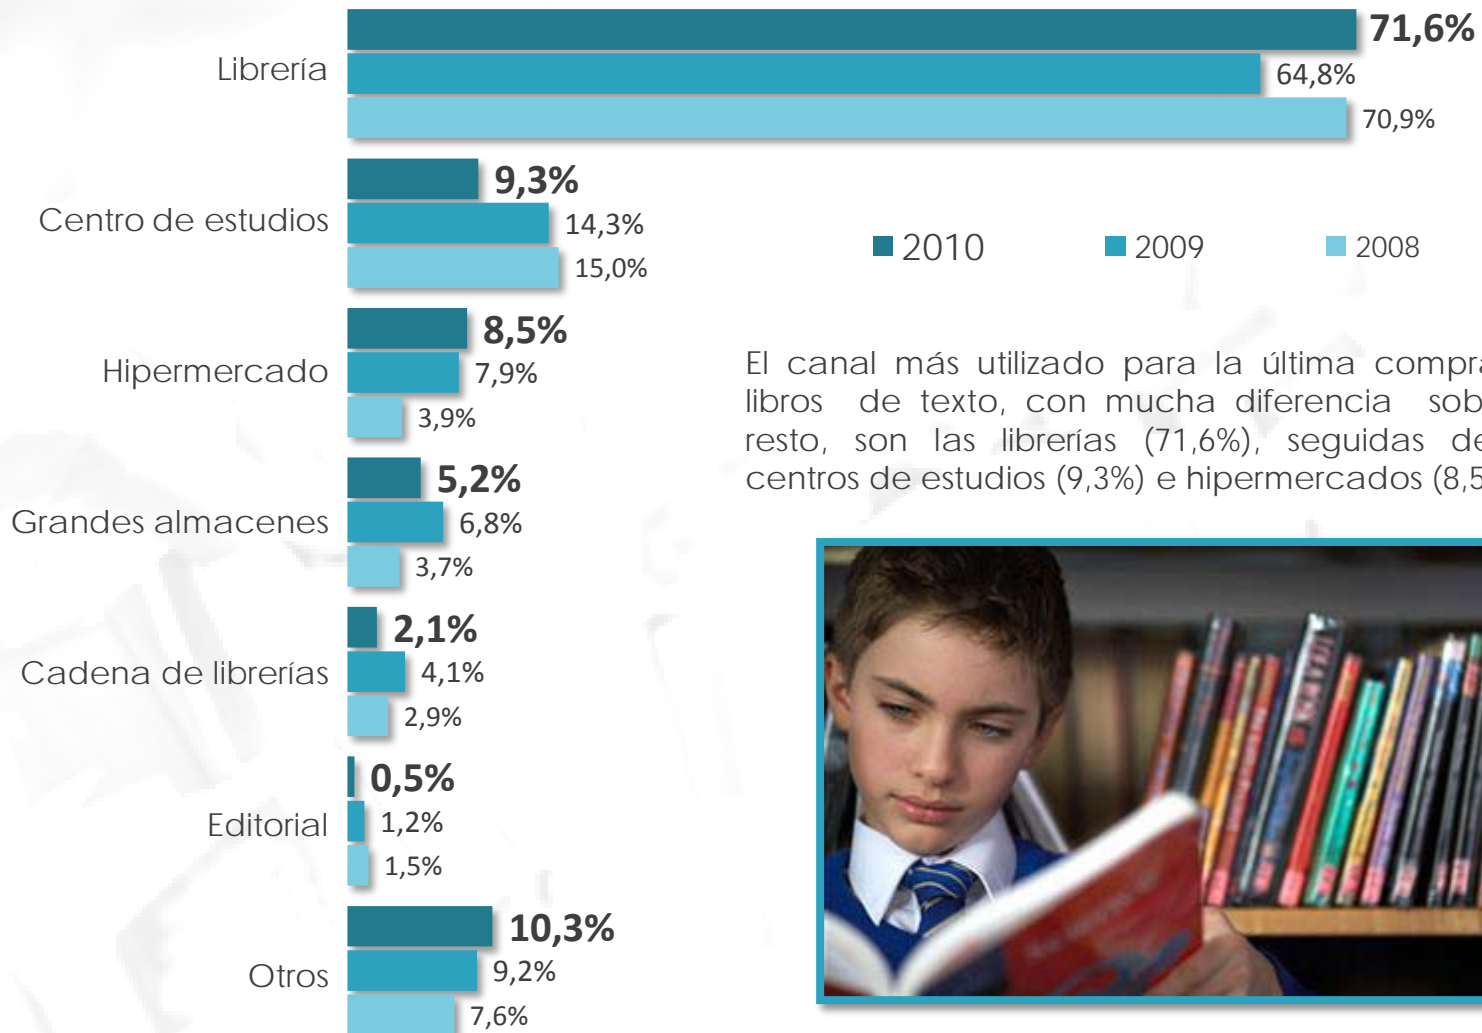 71,6%
Librería
64,8%
70,9%
9,3%
Centro de estudios
14,3%
15,0%
2010
2009
2008
8,5%
Hipermercado
7,9%
3,9%
El canal más utilizado para la última compra
libros de texto, con mucha diferencia sob
resto, son las librerías (71,6%), seguidas de
centros de estudios (9,3%) e hipermercados (8,5
5,2%
Grandes almacenes
6,8%
3,7%
2,1%
Cadena de librerías
4,1%
2,9%
0,5%
Editorial
1,2%
1,5%
10,3%
Otros
9,2%
7,6%